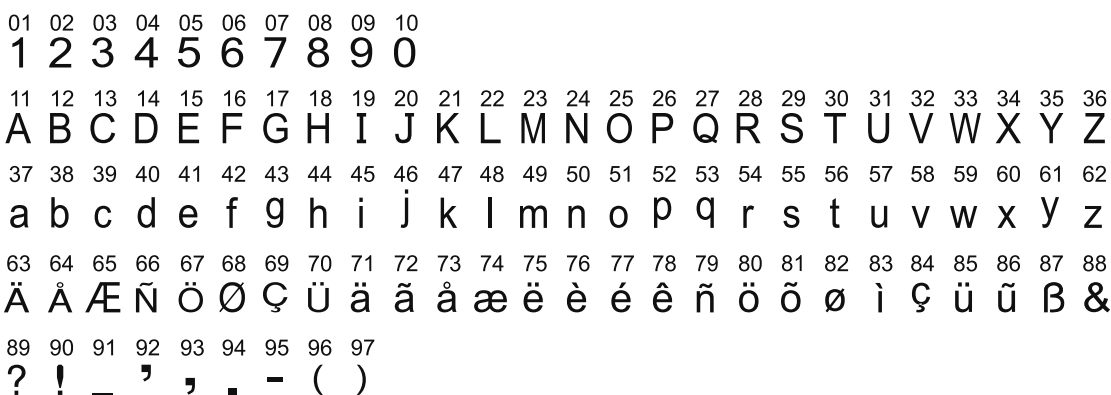 01 02 03 04 05 06 07 08 09 10
1 2 3 4 5 6 7 8 9 0
11 12 13 14 15 16 17 18 19 20 21 22 23 24 25 26 27 28 29 30 31 32 33 34 35 36
A B C D E F G H I J K L M N O P Q R S T U V W X Y Z
37 38 39 40 41 42 43 44 45 46 47 48 49 50 51 52 53 54 55 56 57 58 59 60 61 62
a b c d e f g h i j k l m n o p q r s t u v w x y z
63 64 65 66 67 68 69 70 71 72 73 74 75 76 77 78 79 80 81 82 83 84 85 86 87 88
Ä Å Æ Ñ Ö Ø Ç Ü ä ã å æ ë è é ê ñ ö õ ø ì ç ü ũ ß &
89 90 91 92 93 94 95 96 97
? ! _ ’ , . - ( )